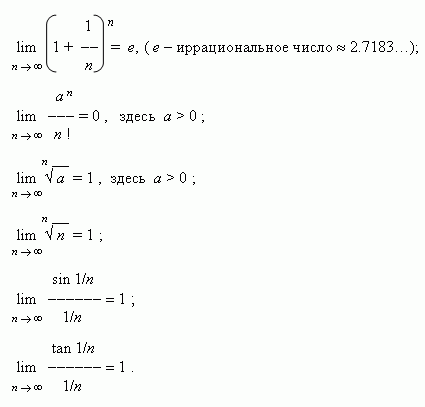 lim n→∞ (1 + 1/n)ⁿ = e, ( e – иррациональное число ≈ 2.7183…);
lim n→∞ aⁿ/n ! = 0 , здесь a > 0 ;
lim n→∞ ⁿ√a = 1 , здесь a > 0 ;
lim n→∞ ⁿ√n = 1 ;
lim n→∞ (sin 1/n)/(1/n) = 1 ;
lim n→∞ (tan 1/n)/(1/n) = 1 .